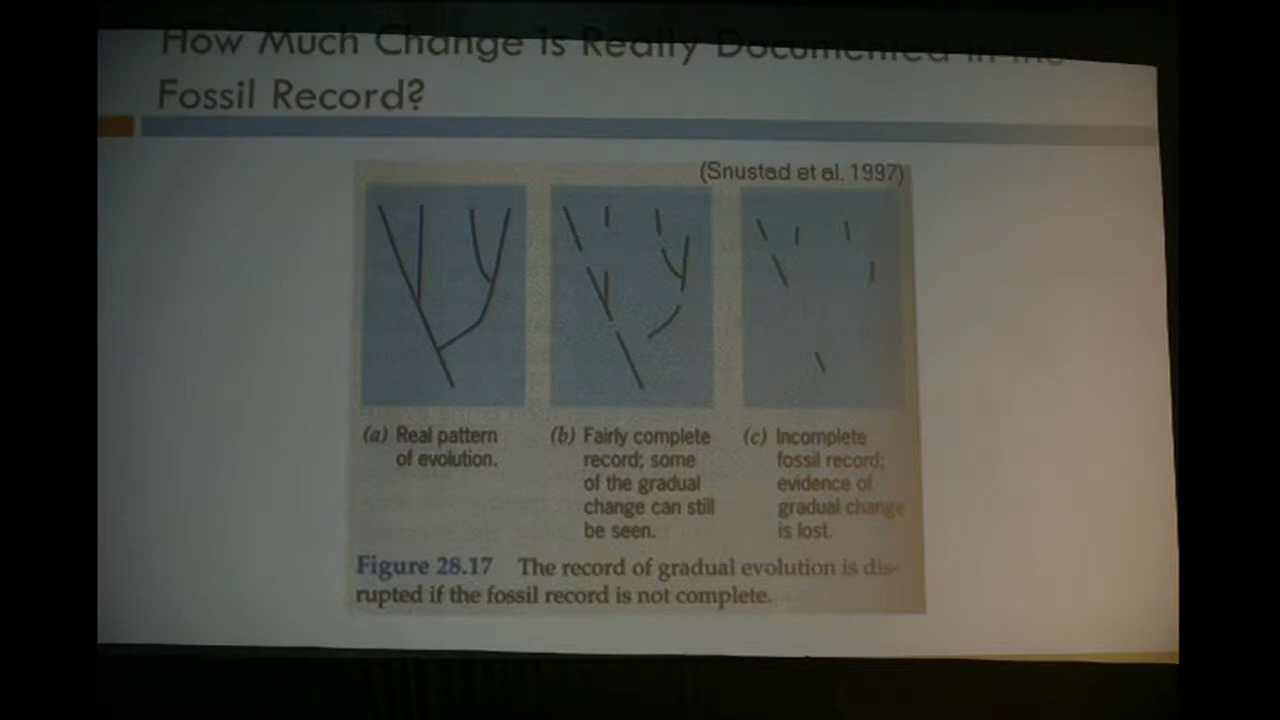 How Much Change Is Really Documented in the
Fossil Record?
(Snustad et al. 1997)
(a) Real pattern
of evolution.
(b) Fairly complete
record; some
of the gradual
change can still
be seen.
(c) Incomplete
fossil record;
evidence of
gradual change
is lost.
Figure 28.17 The record of gradual evolution is dis-
rupted if the fossil record is not complete.